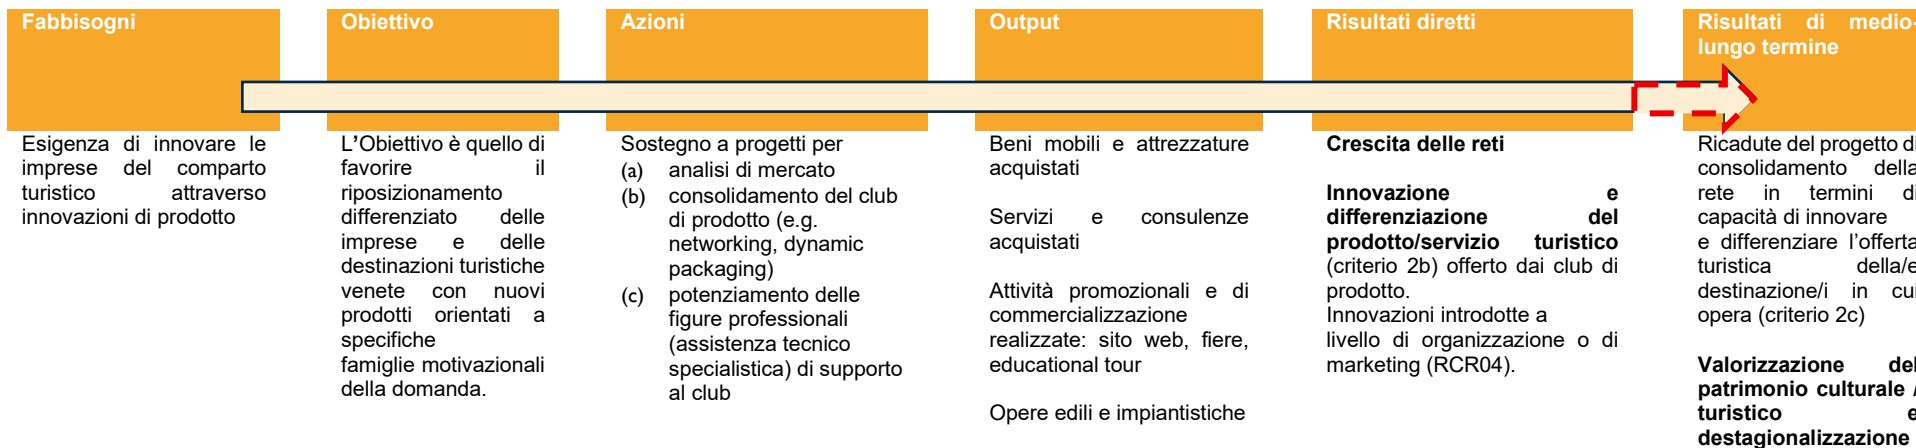 Fabbisogni
Esigenza di innovare le
imprese del comparto
turistico attraverso
innovazioni di prodotto
Obiettivo
L'Obiettivo è quello di
favorire il
riposizionamento
differenziato delle
imprese e delle
destinazioni turistiche
venete con nuovi
prodotti orientati a
specifiche
famiglie motivazionali
della domanda.
Azioni
Sostegno a progetti per
(a) analisi di mercato
(b) consolidamento del club
di prodotto (e.g.
networking, dynamic
packaging)
(c) potenziamento delle
figure professionali
(assistenza tecnico
specialistica) di supporto
al club
Output
Beni mobili e attrezzature
acquistati
Servizi e consulenze
acquistati
Attività promozionali e di
commercializzazione
realizzate: sito web, fiere,
educational tour
Opere edili e impiantistiche
Risultati diretti
Crescita delle reti
Innovazione e
differenziazione del
prodotto/servizio turistico
(criterio 2b) offerto dai club di
prodotto.
Innovazioni introdotte a
livello di organizzazione o di
marketing (RCR04).
Risultati di medio-
lungo termine
Ricadute del progetto di
consolidamento della
rete in termini di
capacità di innovare
e differenziare l'offerta
turistica della/e
destinazione/i in cui
opera (criterio 2c)
Valorizzazione del
patrimonio culturale /
turistico e
destagionalizzazione